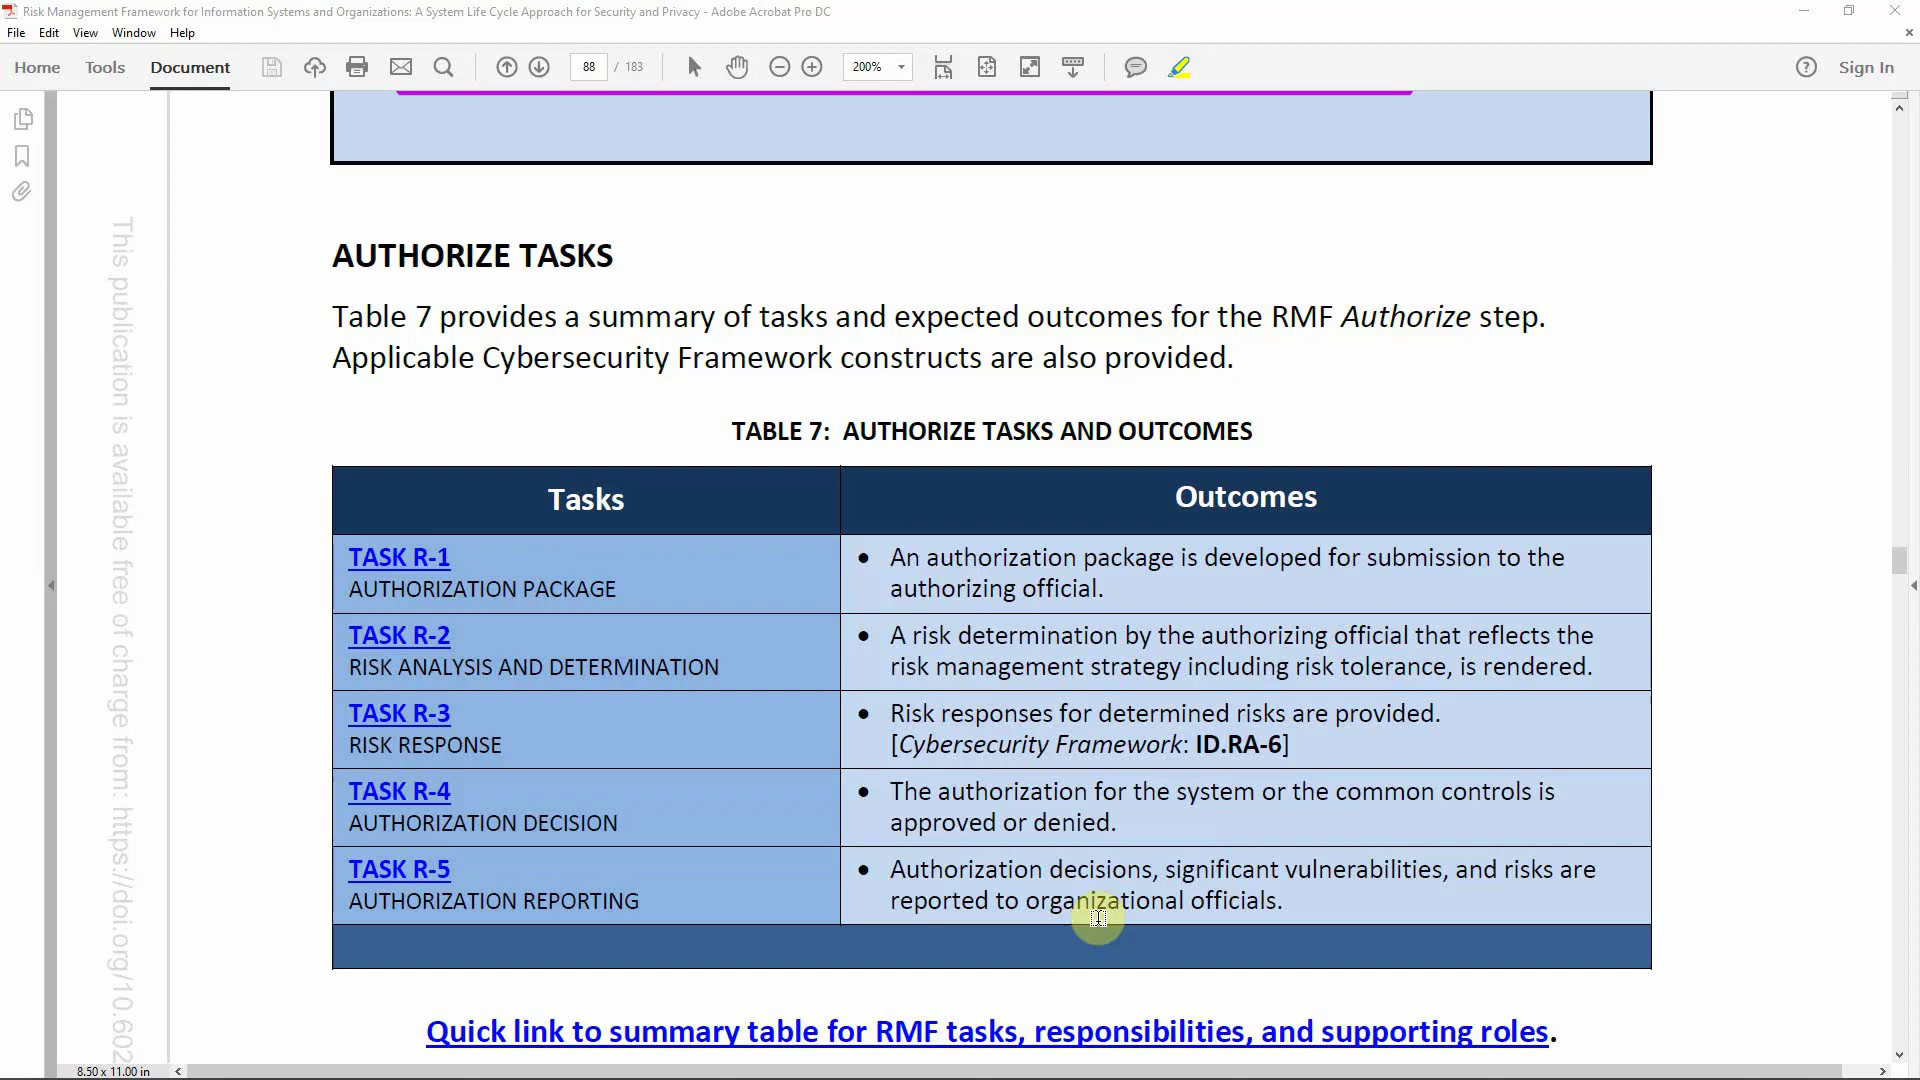 Risk Management Framework for Information Systems and Organizations: A System Life Cycle Approach for Security and Privacy - Adobe Acrobat Pro DC
File Edit View Window Help
Home Tools Document 88 / 183 200% Sign In
This publication is available free of charge from: https://doi.org/10.602
AUTHORIZE TASKS
Table 7 provides a summary of tasks and expected outcomes for the RMF Authorize step.
Applicable Cybersecurity Framework constructs are also provided.
TABLE 7: AUTHORIZE TASKS AND OUTCOMES
Tasks Outcomes
TASK R-1
AUTHORIZATION PACKAGE
• An authorization package is developed for submission to the
authorizing official.
TASK R-2
RISK ANALYSIS AND DETERMINATION
• A risk determination by the authorizing official that reflects the
risk management strategy including risk tolerance, is rendered.
TASK R-3
RISK RESPONSE
• Risk responses for determined risks are provided.
[Cybersecurity Framework: ID.RA-6]
TASK R-4
AUTHORIZATION DECISION
• The authorization for the system or the common controls is
approved or denied.
TASK R-5
AUTHORIZATION REPORTING
• Authorization decisions, significant vulnerabilities, and risks are
reported to organizational officials.
Quick link to summary table for RMF tasks, responsibilities, and supporting roles.
8.50 x 11.00 in